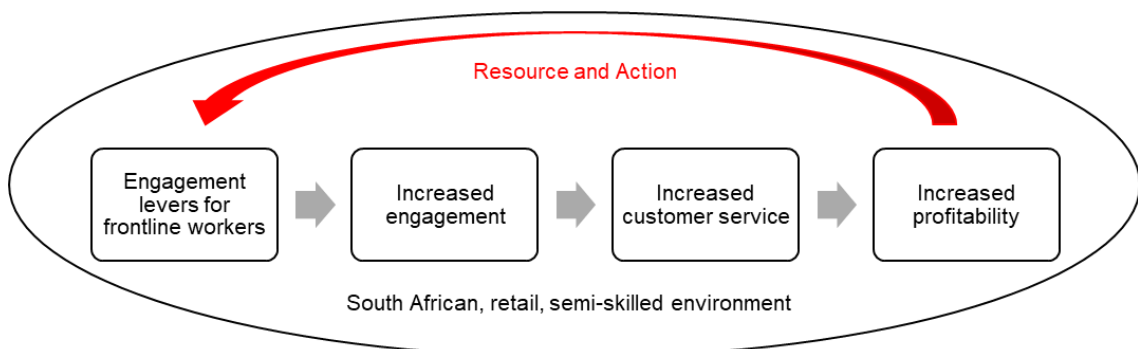 Resource and Action
Engagement
levers for
frontline workers
Increased
engagement
Increased
customer service
Increased
profitability
South African, retail, semi-skilled environment